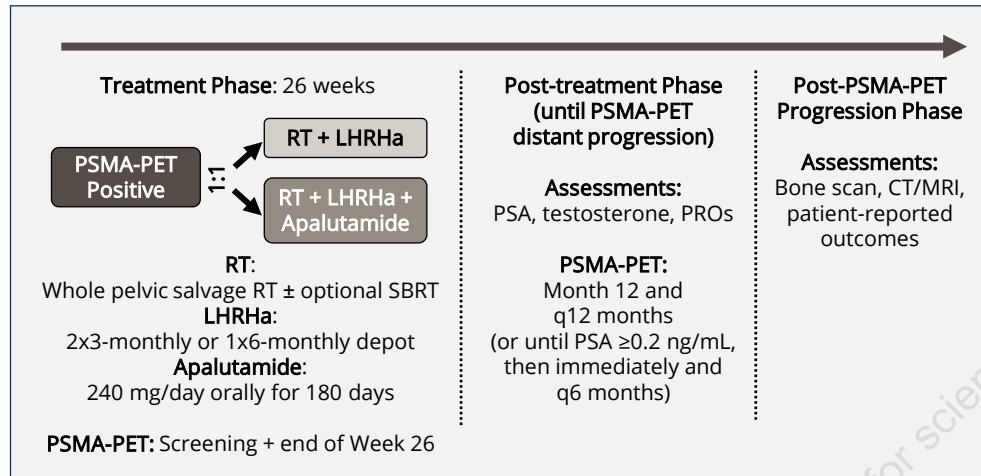 Treatment Phase: 26 weeks
PSMA-PET
Positive
1:1
RT + LHRHa
RT + LHRHa +
Apalutamide
RT:
Whole pelvic salvage RT ± optional SBRT
LHRHa:
2x3-monthly or 1x6-monthly depot
Apalutamide:
240 mg/day orally for 180 days
PSMA-PET: Screening + end of Week 26
Post-treatment Phase
(until PSMA-PET
distant progression)
Assessments:
PSA, testosterone, PROs
PSMA-PET:
Month 12 and
q12 months
(or until PSA ≥0.2 ng/mL,
then immediately and
q6 months)
Post-PSMA-PET
Progression Phase
Assessments:
Bone scan, CT/MRI,
patient-reported
outcomes
for scien